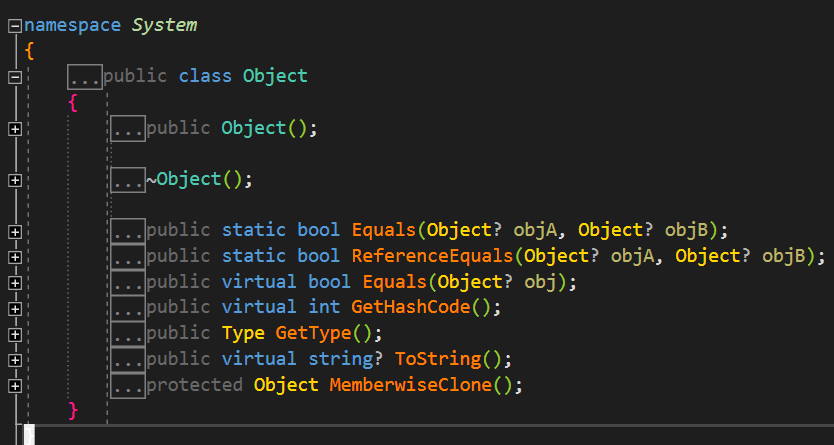 namespace System
{
...public class Object
{
...public Object();
...~Object();
...public static bool Equals(Object? objA, Object? objB);
...public static bool ReferenceEquals(Object? objA, Object? objB);
...public virtual bool Equals(Object? obj);
...public virtual int GetHashCode();
...public Type GetType();
...public virtual string? ToString();
...protected Object MemberwiseClone();
}
}